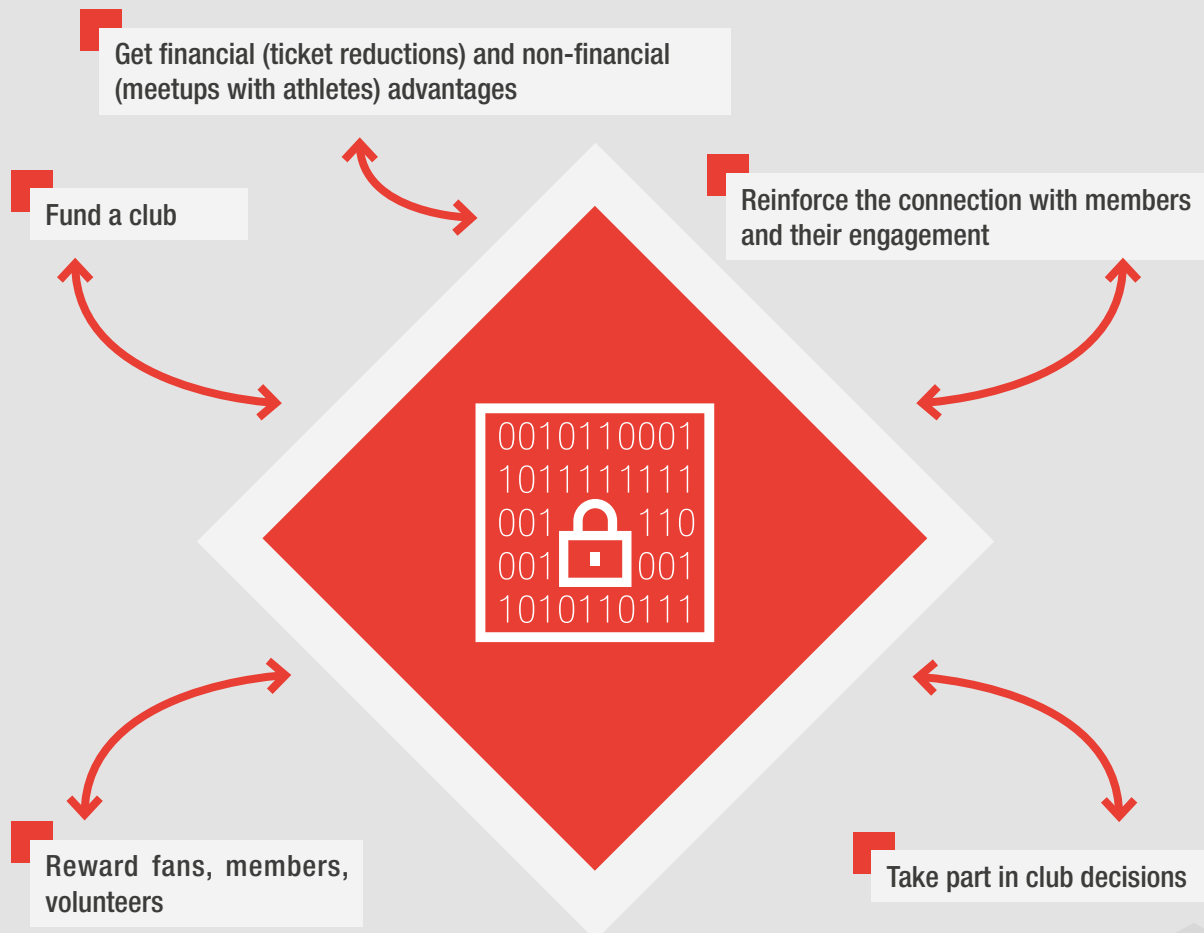 Get financial (ticket reductions) and non-financial
(meetups with athletes) advantages
Fund a club
Reinforce the connection with members
and their engagement
0010110001
1011111111
001 110
001 001
1010110111
Reward fans, members,
volunteers
Take part in club decisions